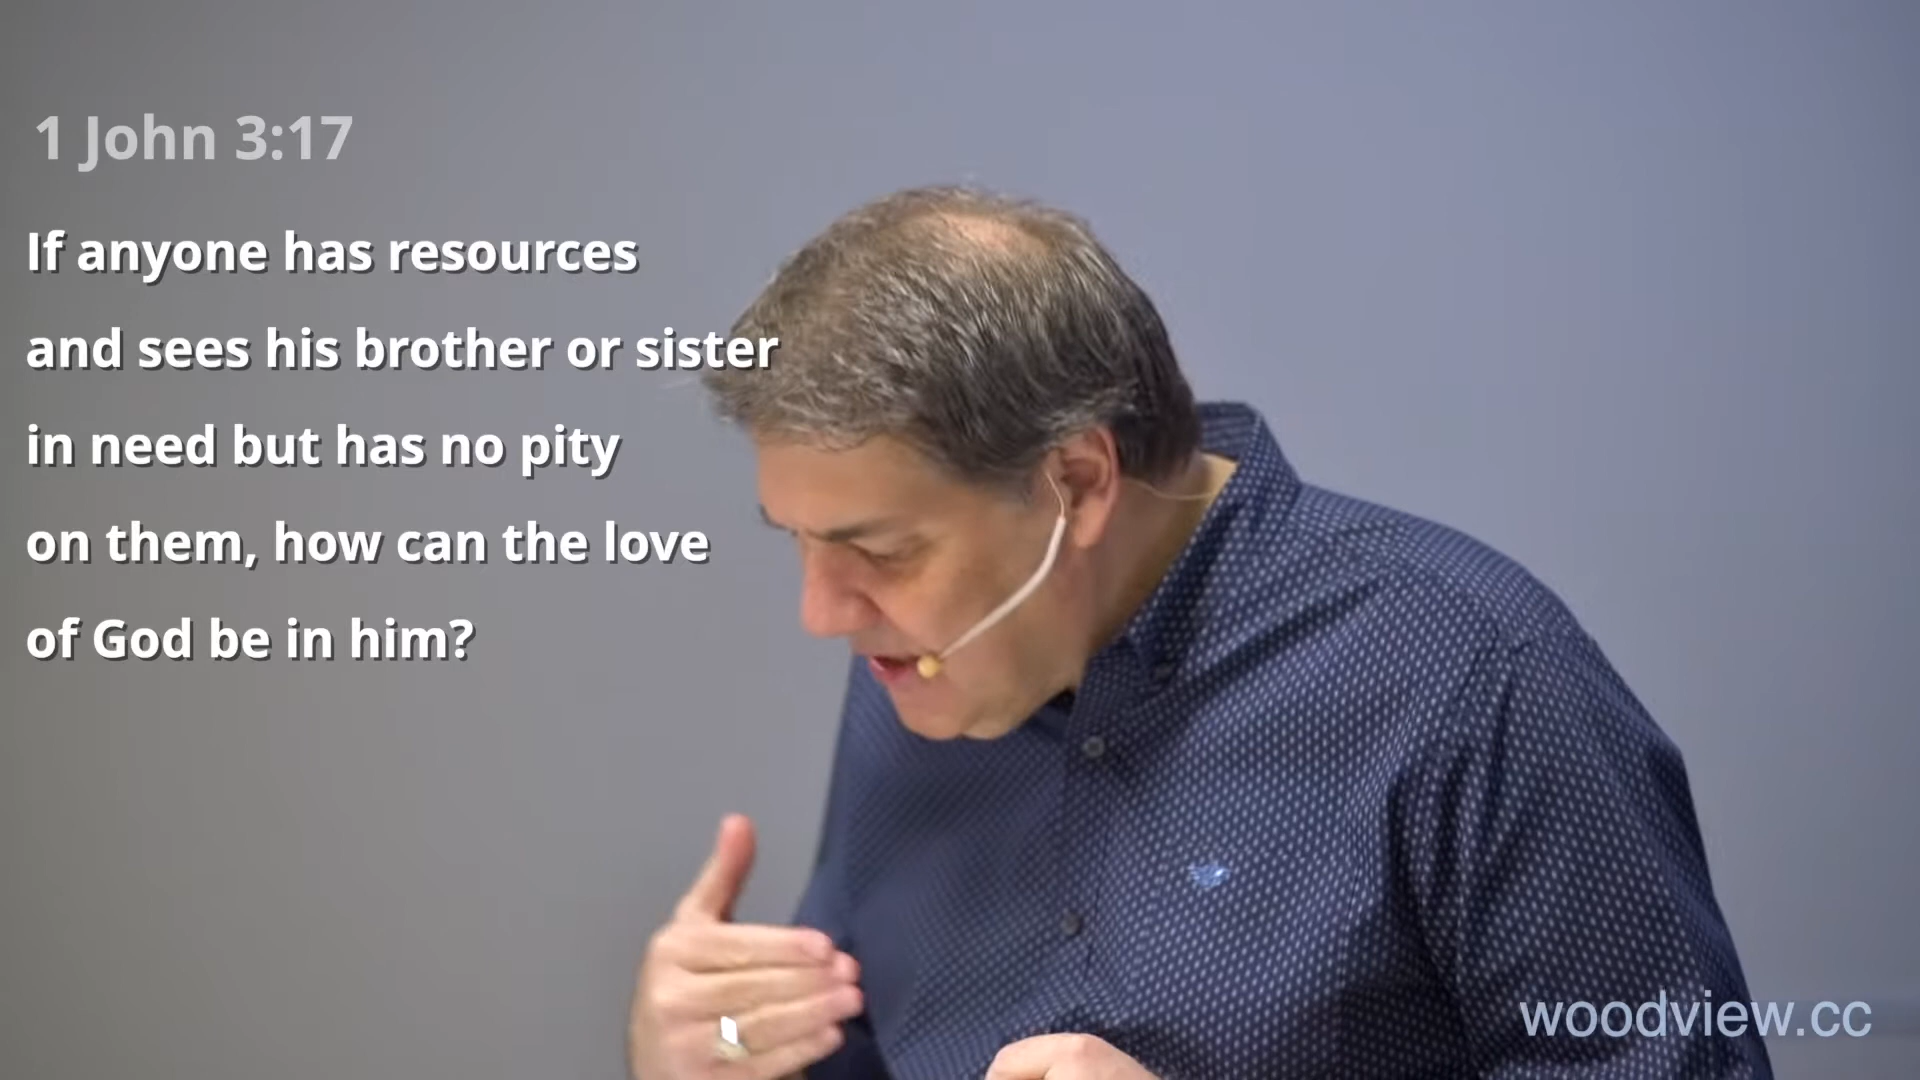 1 John 3:17
If anyone has resources
and sees his brother or sister
in need but has no pity
on them, how can the love
of God be in him?
woodview.cc